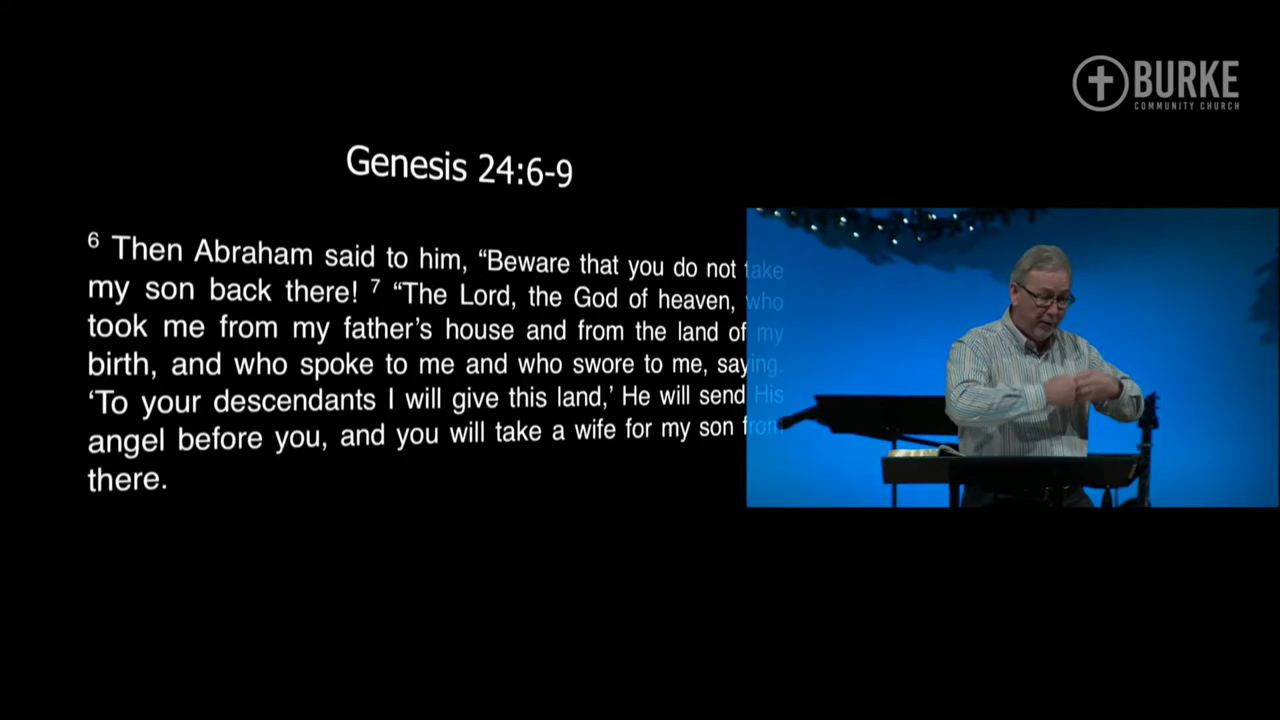 BURKE
COMMUNITY CHURCH
Genesis 24:6-9
6 Then Abraham said to him, “Beware that you do not take
my son back there! 7 “The Lord, the God of heaven, who
took me from my father’s house and from the land of my
birth, and who spoke to me and who swore to me, saying,
‘To your descendants I will give this land,’ He will send His
angel before you, and you will take a wife for my son from
there.